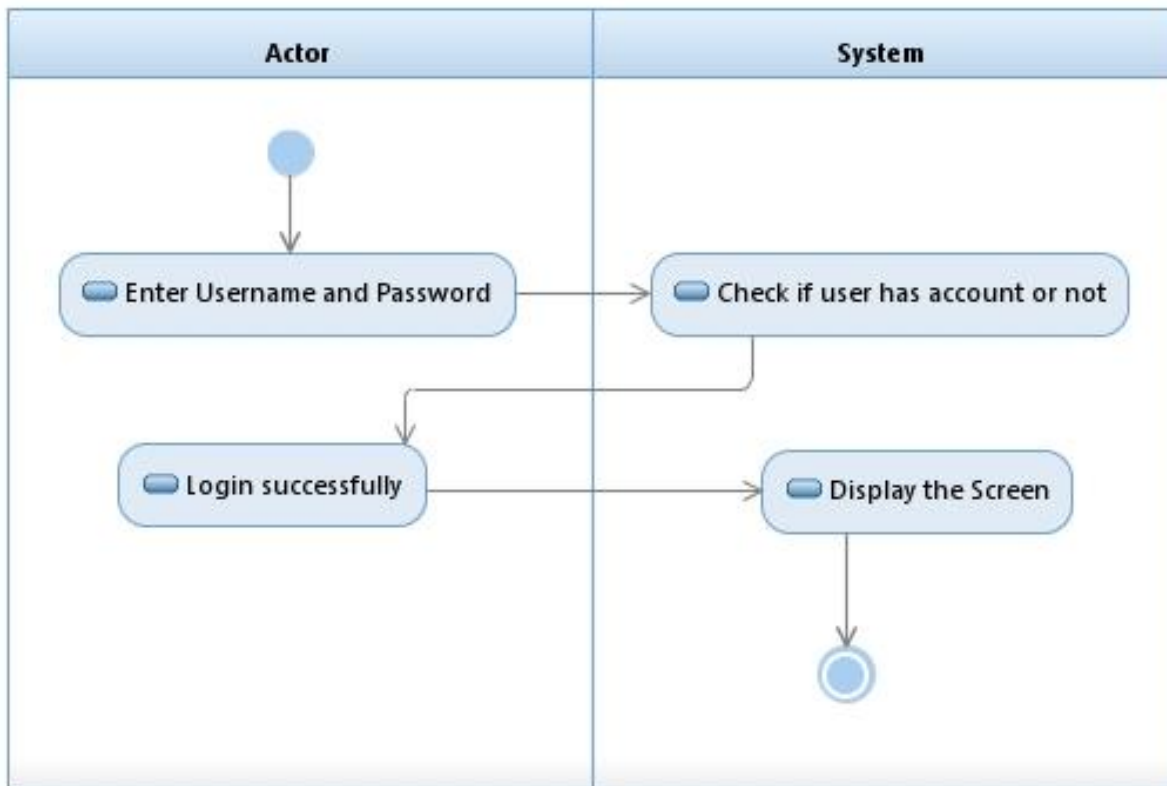 Actor
System
Enter Username and Password
Check if user has account or not
Login successfully
Display the Screen